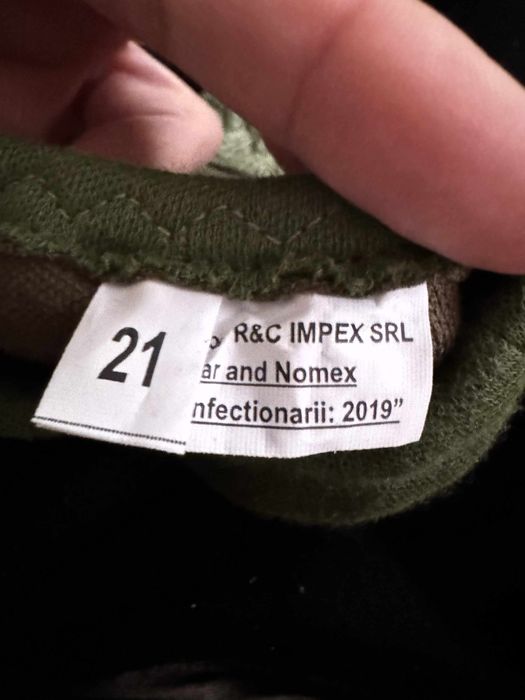 21
R&C IMPEX SRL
ar and Nomex
nfectionarii: 2019”